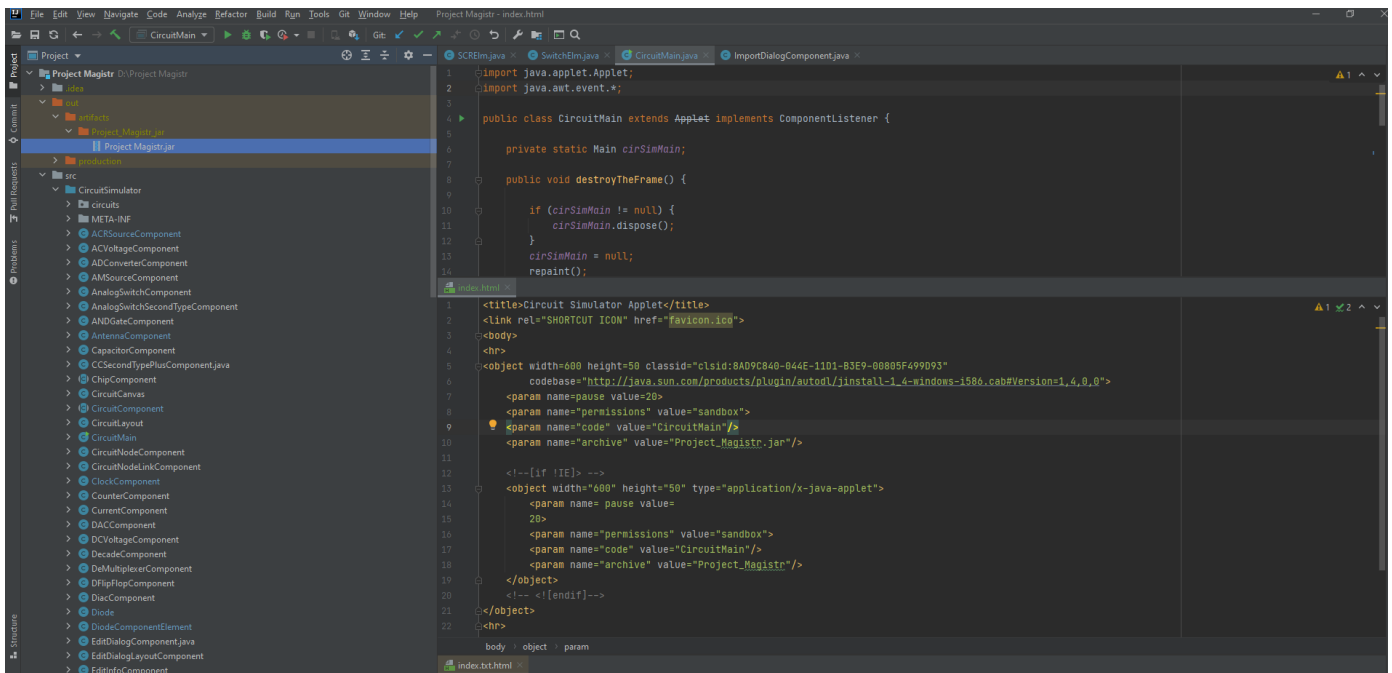 File Edit View Navigate Code Analyze Refactor Build Run Tools Git Window Help Project Magistr - index.html
CircuitMain Git:
Project
SCRElm.java SwitchElm.java CircuitMain.java ImportDialogComponent.java
Project Magistr D:\Project Magistr
.idea
out
artifacts
Project_Magistr.jar
Project Magistr.jar
production
src
CircuitSimulator
circuits
META-INF
ACRSourceComponent
ACVoltageComponent
ADConverterComponent
AMSourceComponent
AnalogSwitchComponent
AnalogSwitchSecondTypeComponent
ANDGateComponent
AntennaComponent
CapacitorComponent
CCSecondTypePlusComponent.java
ChipComponent
CircuitCanvas
CircuitComponent
CircuitLayout
CircuitMain
CircuitNodeComponent
CircuitNodeLinkComponent
ClockComponent
CounterComponent
CurrentComponent
DACComponent
DCVoltageComponent
DecadeComponent
DeMultiplexerComponent
DFlipFlopComponent
DiacComponent
Diode
DiodeComponentElement
EditDialogComponent.java
EditDialogLayoutComponent
EditInfoComponent
Project
Commit
Pull Requests
Problems
Structure
1 import java.applet.Applet;
2 import java.awt.event.*;
3
4 public class CircuitMain extends Applet implements ComponentListener {
5
6 private static Main cirSimMain;
7
8 public void destroyTheFrame() {
9
10 if (cirSimMain != null) {
11 cirSimMain.dispose();
12 }
13 cirSimMain = null;
14 repaint();
1
index.html
1 <title>Circuit Simulator Applet</title>
2 <link rel="SHORTCUT ICON" href="favicon.ico">
3 <body>
4 <hr>
5 <object width=600 height=50 classid="clsid:8AD9C840-044E-11D1-B3E9-00805F499D93"
6 codebase="http://java.sun.com/products/plugin/autodl/jinstall-1_4-windows-i586.cab#Version=1,4,0,0">
7 <param name=pause value=20>
8 <param name="permissions" value="sandbox">
9 <param name="code" value="CircuitMain"/>
10 <param name="archive" value="Project_Magistr.jar"/>
11
12 <!--[if !IE]> -->
13 <object width="600" height="50" type="application/x-java-applet">
14 <param name= pause value=
15 20>
16 <param name="permissions" value="sandbox">
17 <param name="code" value="CircuitMain"/>
18 <param name="archive" value="Project_Magistr"/>
19 </object>
20 <!-- <![endif]-->
21 </object>
22 <hr>
1 2
body object param
index.txt.html